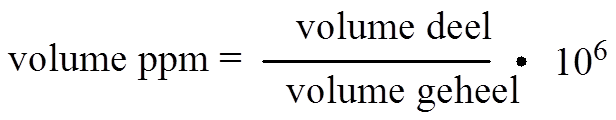 volume ppm = volume deel / volume geheel • 10⁶